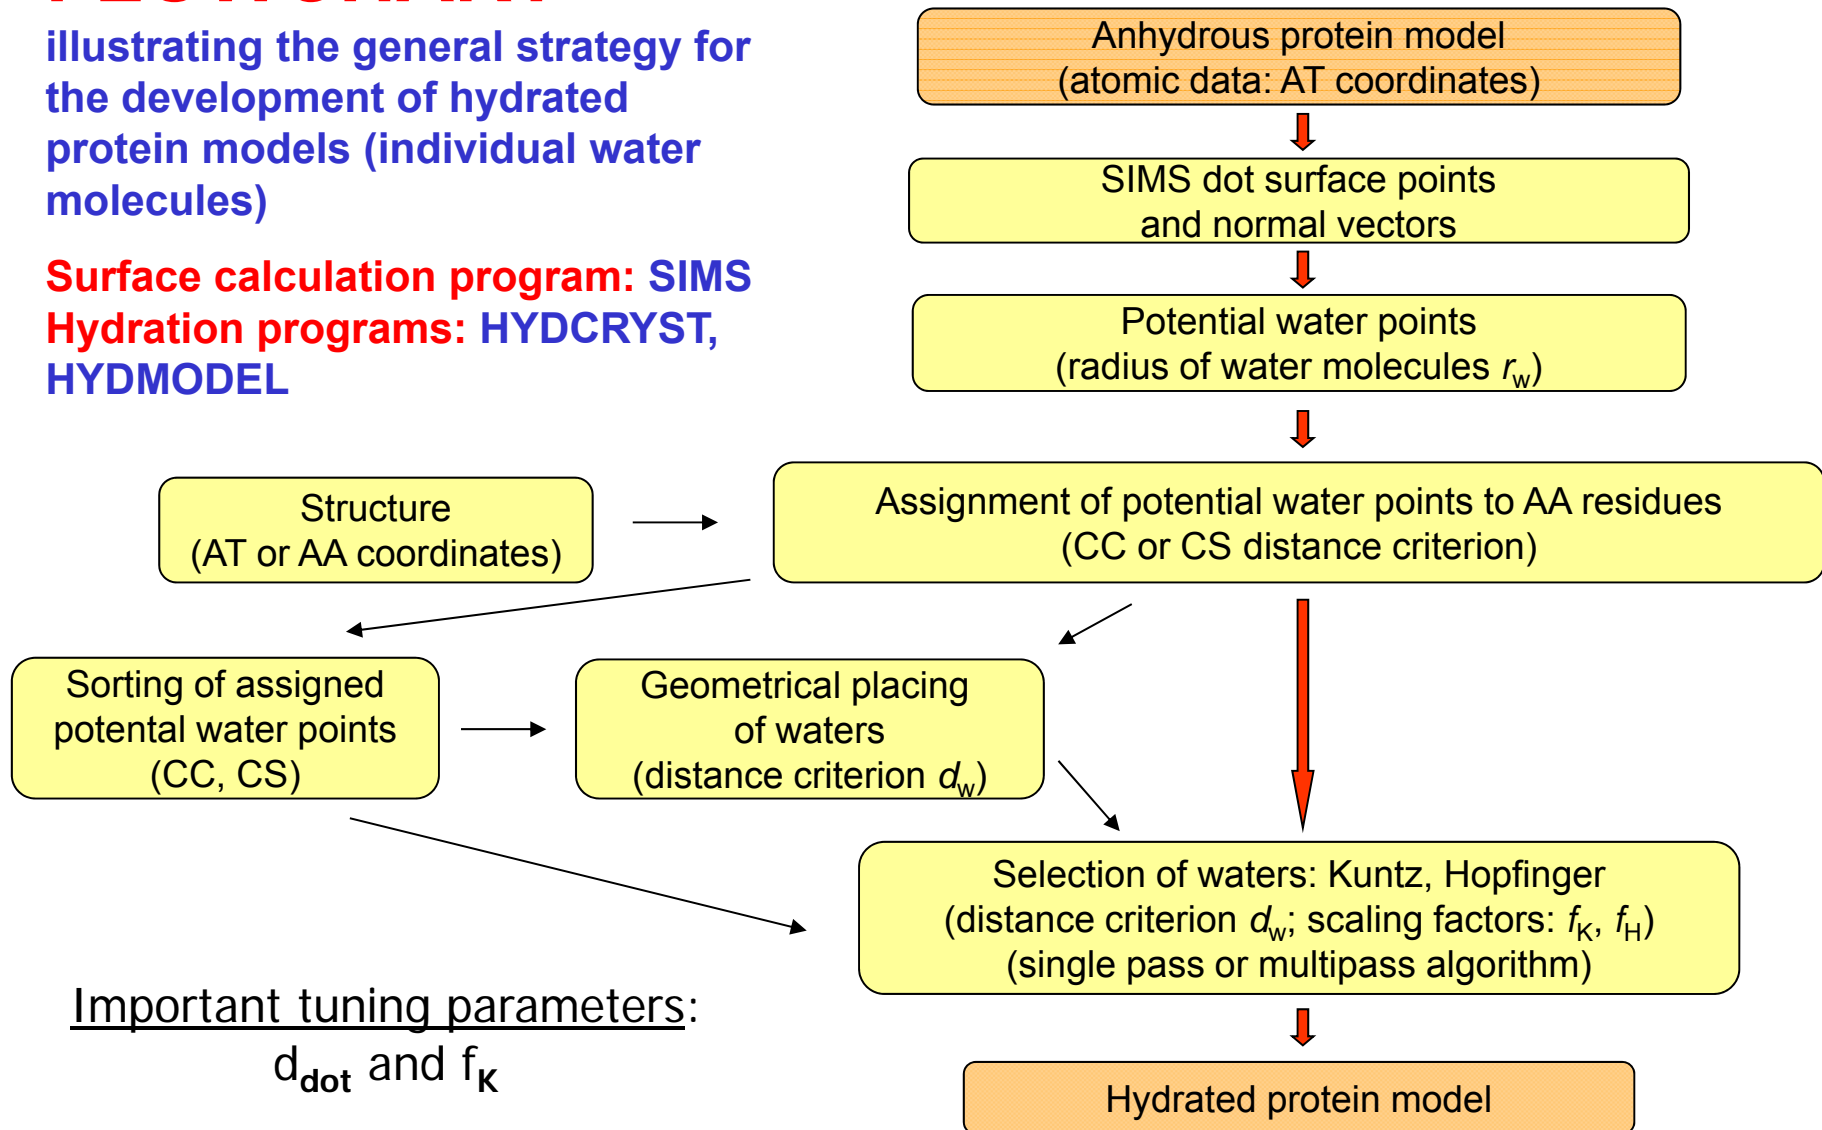 illustrating the general strategy for
the development of hydrated
protein models (individual water
molecules)
Surface calculation program: SIMS
Hydration programs: HYDCRYST,
HYDMODEL
Anhydrous protein model
(atomic data: AT coordinates)
SIMS dot surface points
and normal vectors
Potential water points
(radius of water molecules rw)
Structure
(AT or AA coordinates)
Assignment of potential water points to AA residues
(CC or CS distance criterion)
Sorting of assigned
potental water points
(CC, CS)
Geometrical placing
of waters
(distance criterion dw)
Selection of waters: Kuntz, Hopfinger
(distance criterion dw; scaling factors: fK, fH)
(single pass or multipass algorithm)
Important tuning parameters:
ddot and fK
Hydrated protein model